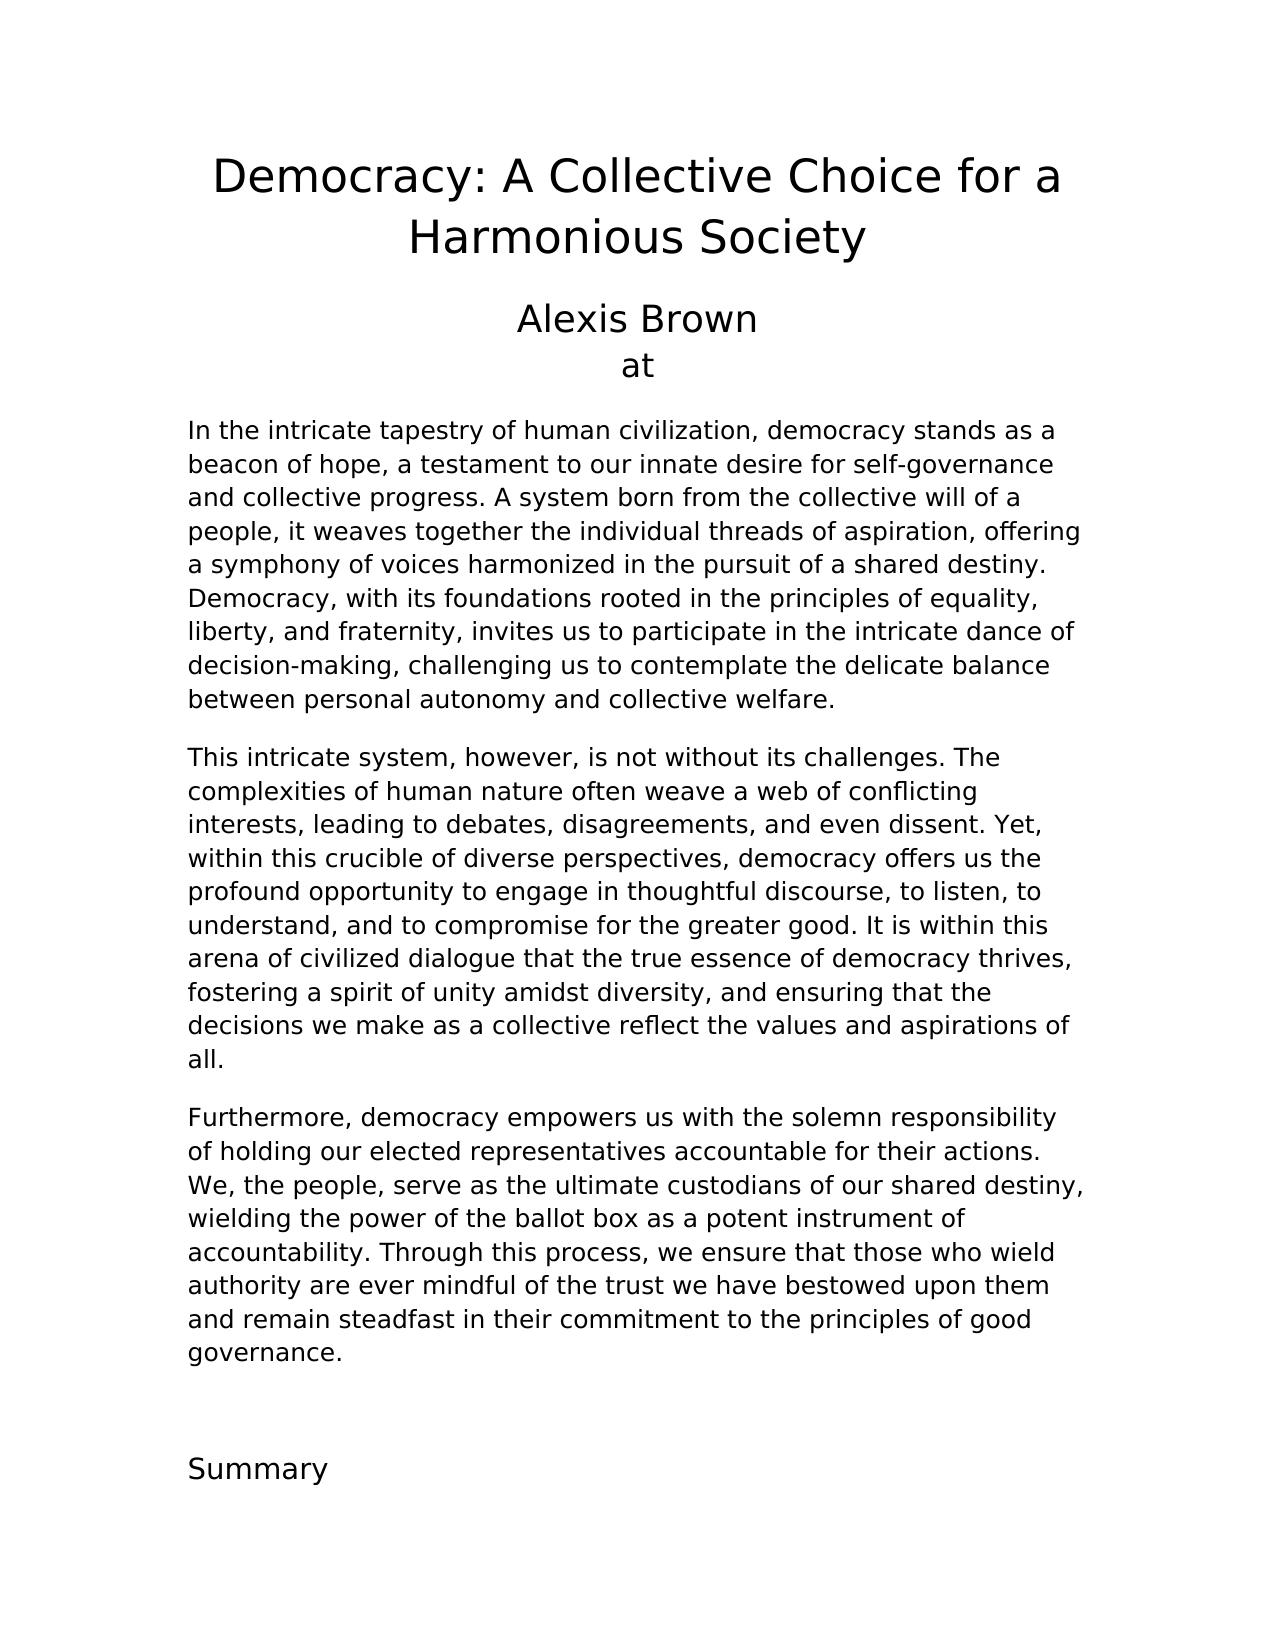 Democracy: A Collective Choice for a
Harmonious Society
Alexis Brown
at
In the intricate tapestry of human civilization, democracy stands as a
beacon of hope, a testament to our innate desire for self-governance
and collective progress. A system born from the collective will of a
people, it weaves together the individual threads of aspiration, offering
a symphony of voices harmonized in the pursuit of a shared destiny.
Democracy, with its foundations rooted in the principles of equality,
liberty, and fraternity, invites us to participate in the intricate dance of
decision-making, challenging us to contemplate the delicate balance
between personal autonomy and collective welfare.
This intricate system, however, is not without its challenges. The
complexities of human nature often weave a web of conflicting
interests, leading to debates, disagreements, and even dissent. Yet,
within this crucible of diverse perspectives, democracy offers us the
profound opportunity to engage in thoughtful discourse, to listen, to
understand, and to compromise for the greater good. It is within this
arena of civilized dialogue that the true essence of democracy thrives,
fostering a spirit of unity amidst diversity, and ensuring that the
decisions we make as a collective reflect the values and aspirations of
all.
Furthermore, democracy empowers us with the solemn responsibility
of holding our elected representatives accountable for their actions.
We, the people, serve as the ultimate custodians of our shared destiny,
wielding the power of the ballot box as a potent instrument of
accountability. Through this process, we ensure that those who wield
authority are ever mindful of the trust we have bestowed upon them
and remain steadfast in their commitment to the principles of good
governance.
Summary